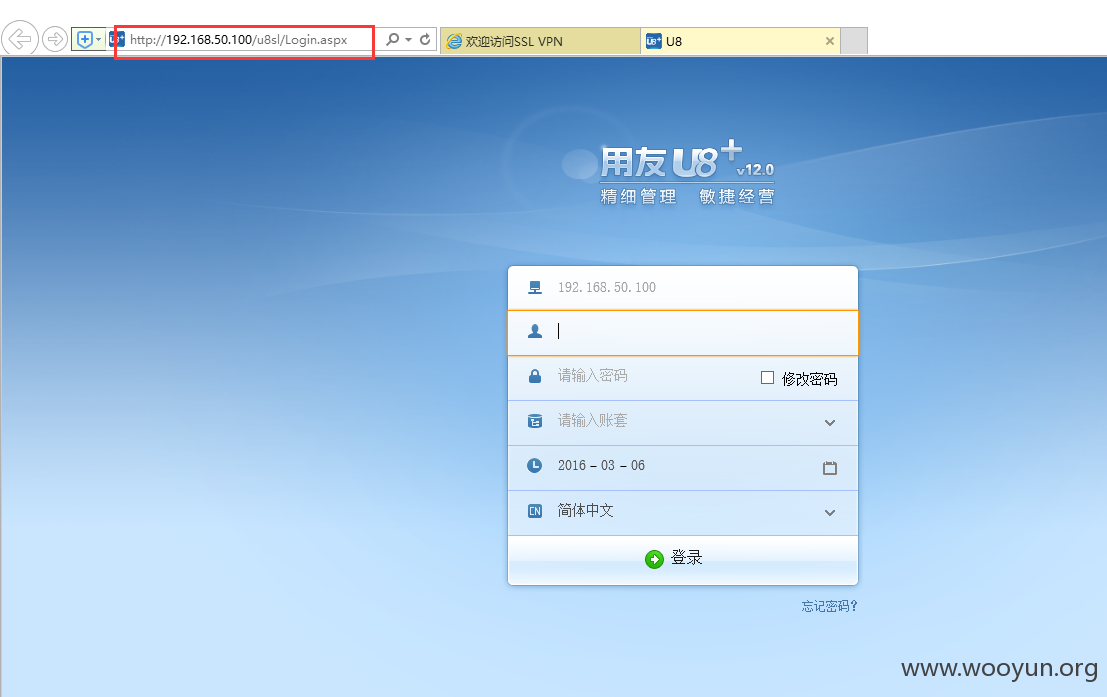 http://192.168.50.100/u8sl/Login.aspx
欢迎访问SSL VPN
U8
用友U8+ v12.0
精细管理 敏捷经营
192.168.50.100
请输入密码
修改密码
请输入账套
2016-03-06
CN
简体中文
登录
忘记密码?
www.wooyun.org